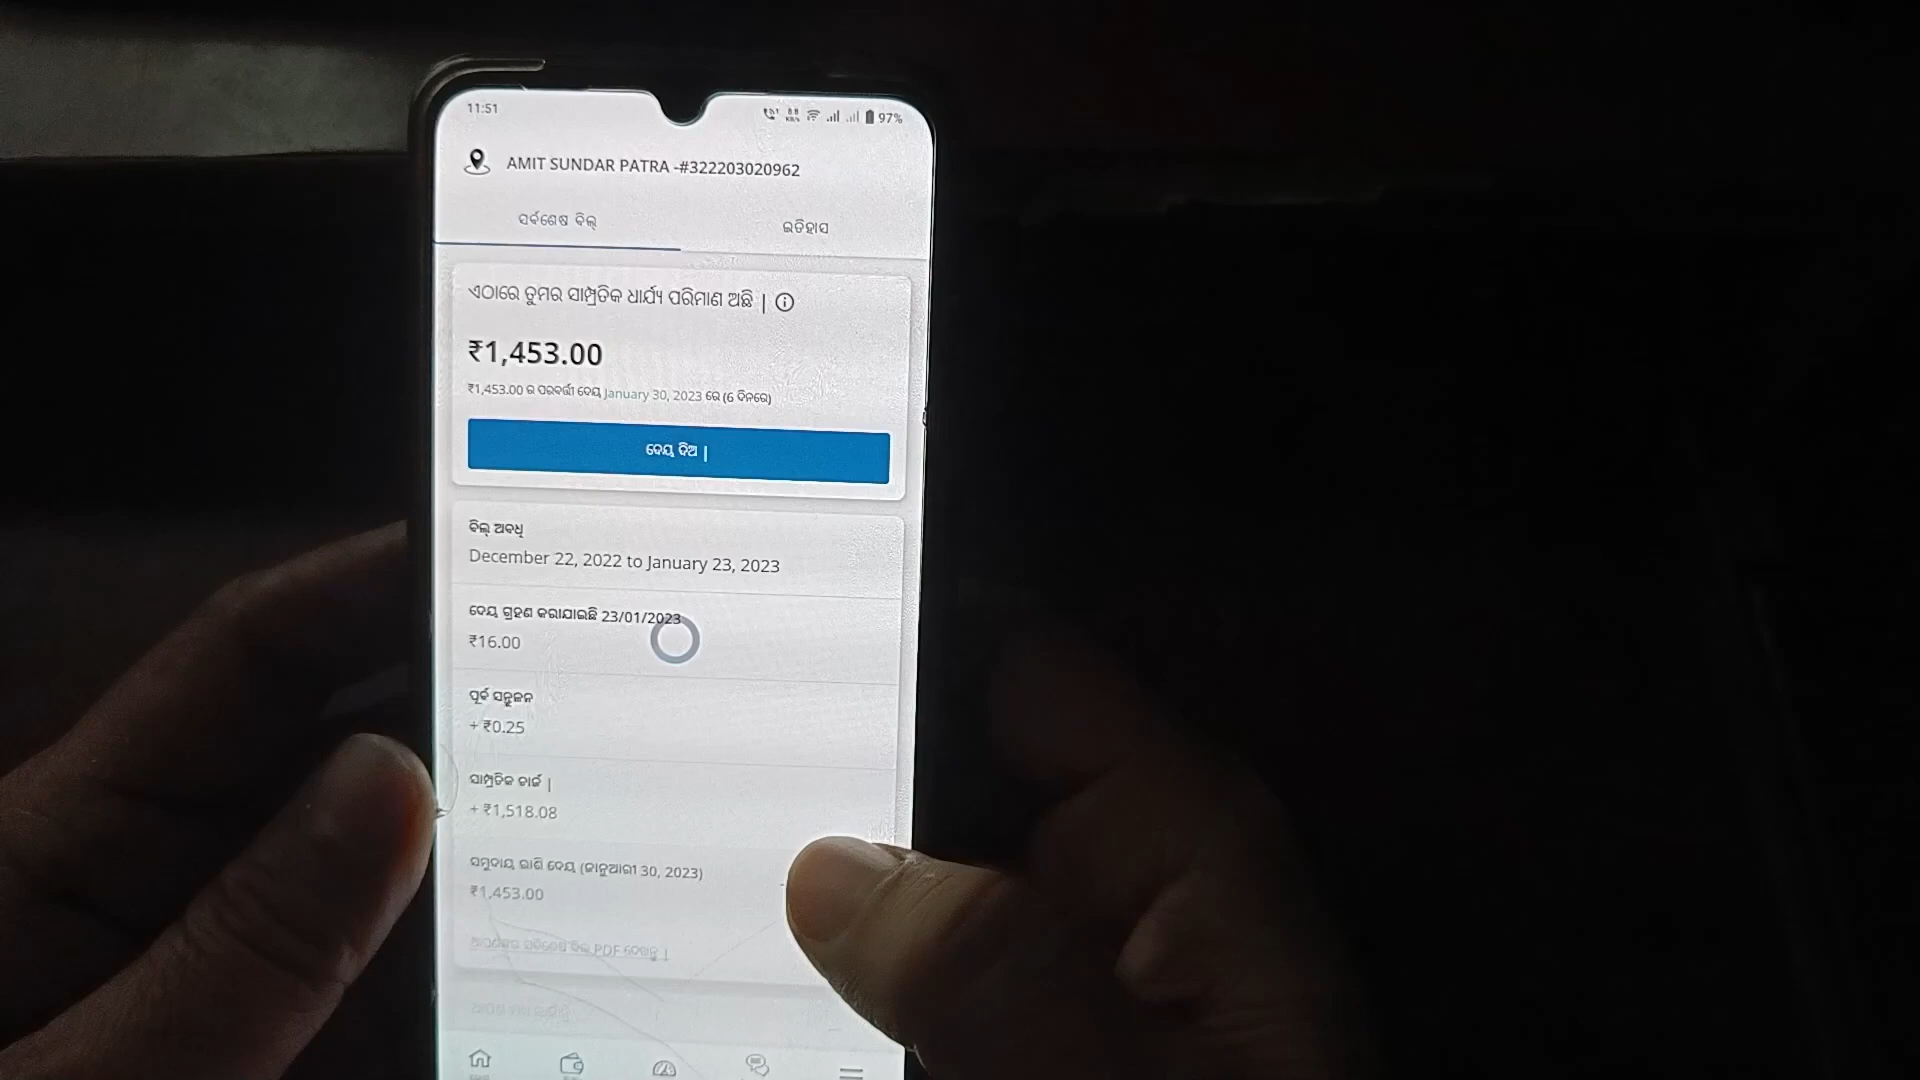 11:51
97%
AMIT SUNDAR PATRA -#322203020962
ସର୍ବଶେଷ ବିଲ୍
ଇତିହାସ
ଏଠାରେ ତୁମର ସାମ୍ପ୍ରତିକ ଧାର୍ଯ୍ୟ ପରିମାଣ ଅଛି |
₹1,453.00
₹1,453.00 ର ପରବର୍ତ୍ତୀ ଦେୟ January 30, 2023 ରେ (6 ଦିନରେ)
ଦେୟ ଦିଅ |
ବିଲ୍ ଅବଧି
December 22, 2022 to January 23, 2023
ଦେୟ ଗ୍ରହଣ କରାଯାଇଛି 23/01/2023
₹16.00
ପୂର୍ବ ସନ୍ତୁଳନ
+ ₹0.25
ସାମ୍ପ୍ରତିକ ଚାର୍ଜ |
+ ₹1,518.08
ସମୁଦାୟ ରାଶି ଦେୟ (ଜାନୁଆରୀ 30, 2023)
₹1,453.00
PDF ଦେଖନ୍ତୁ |